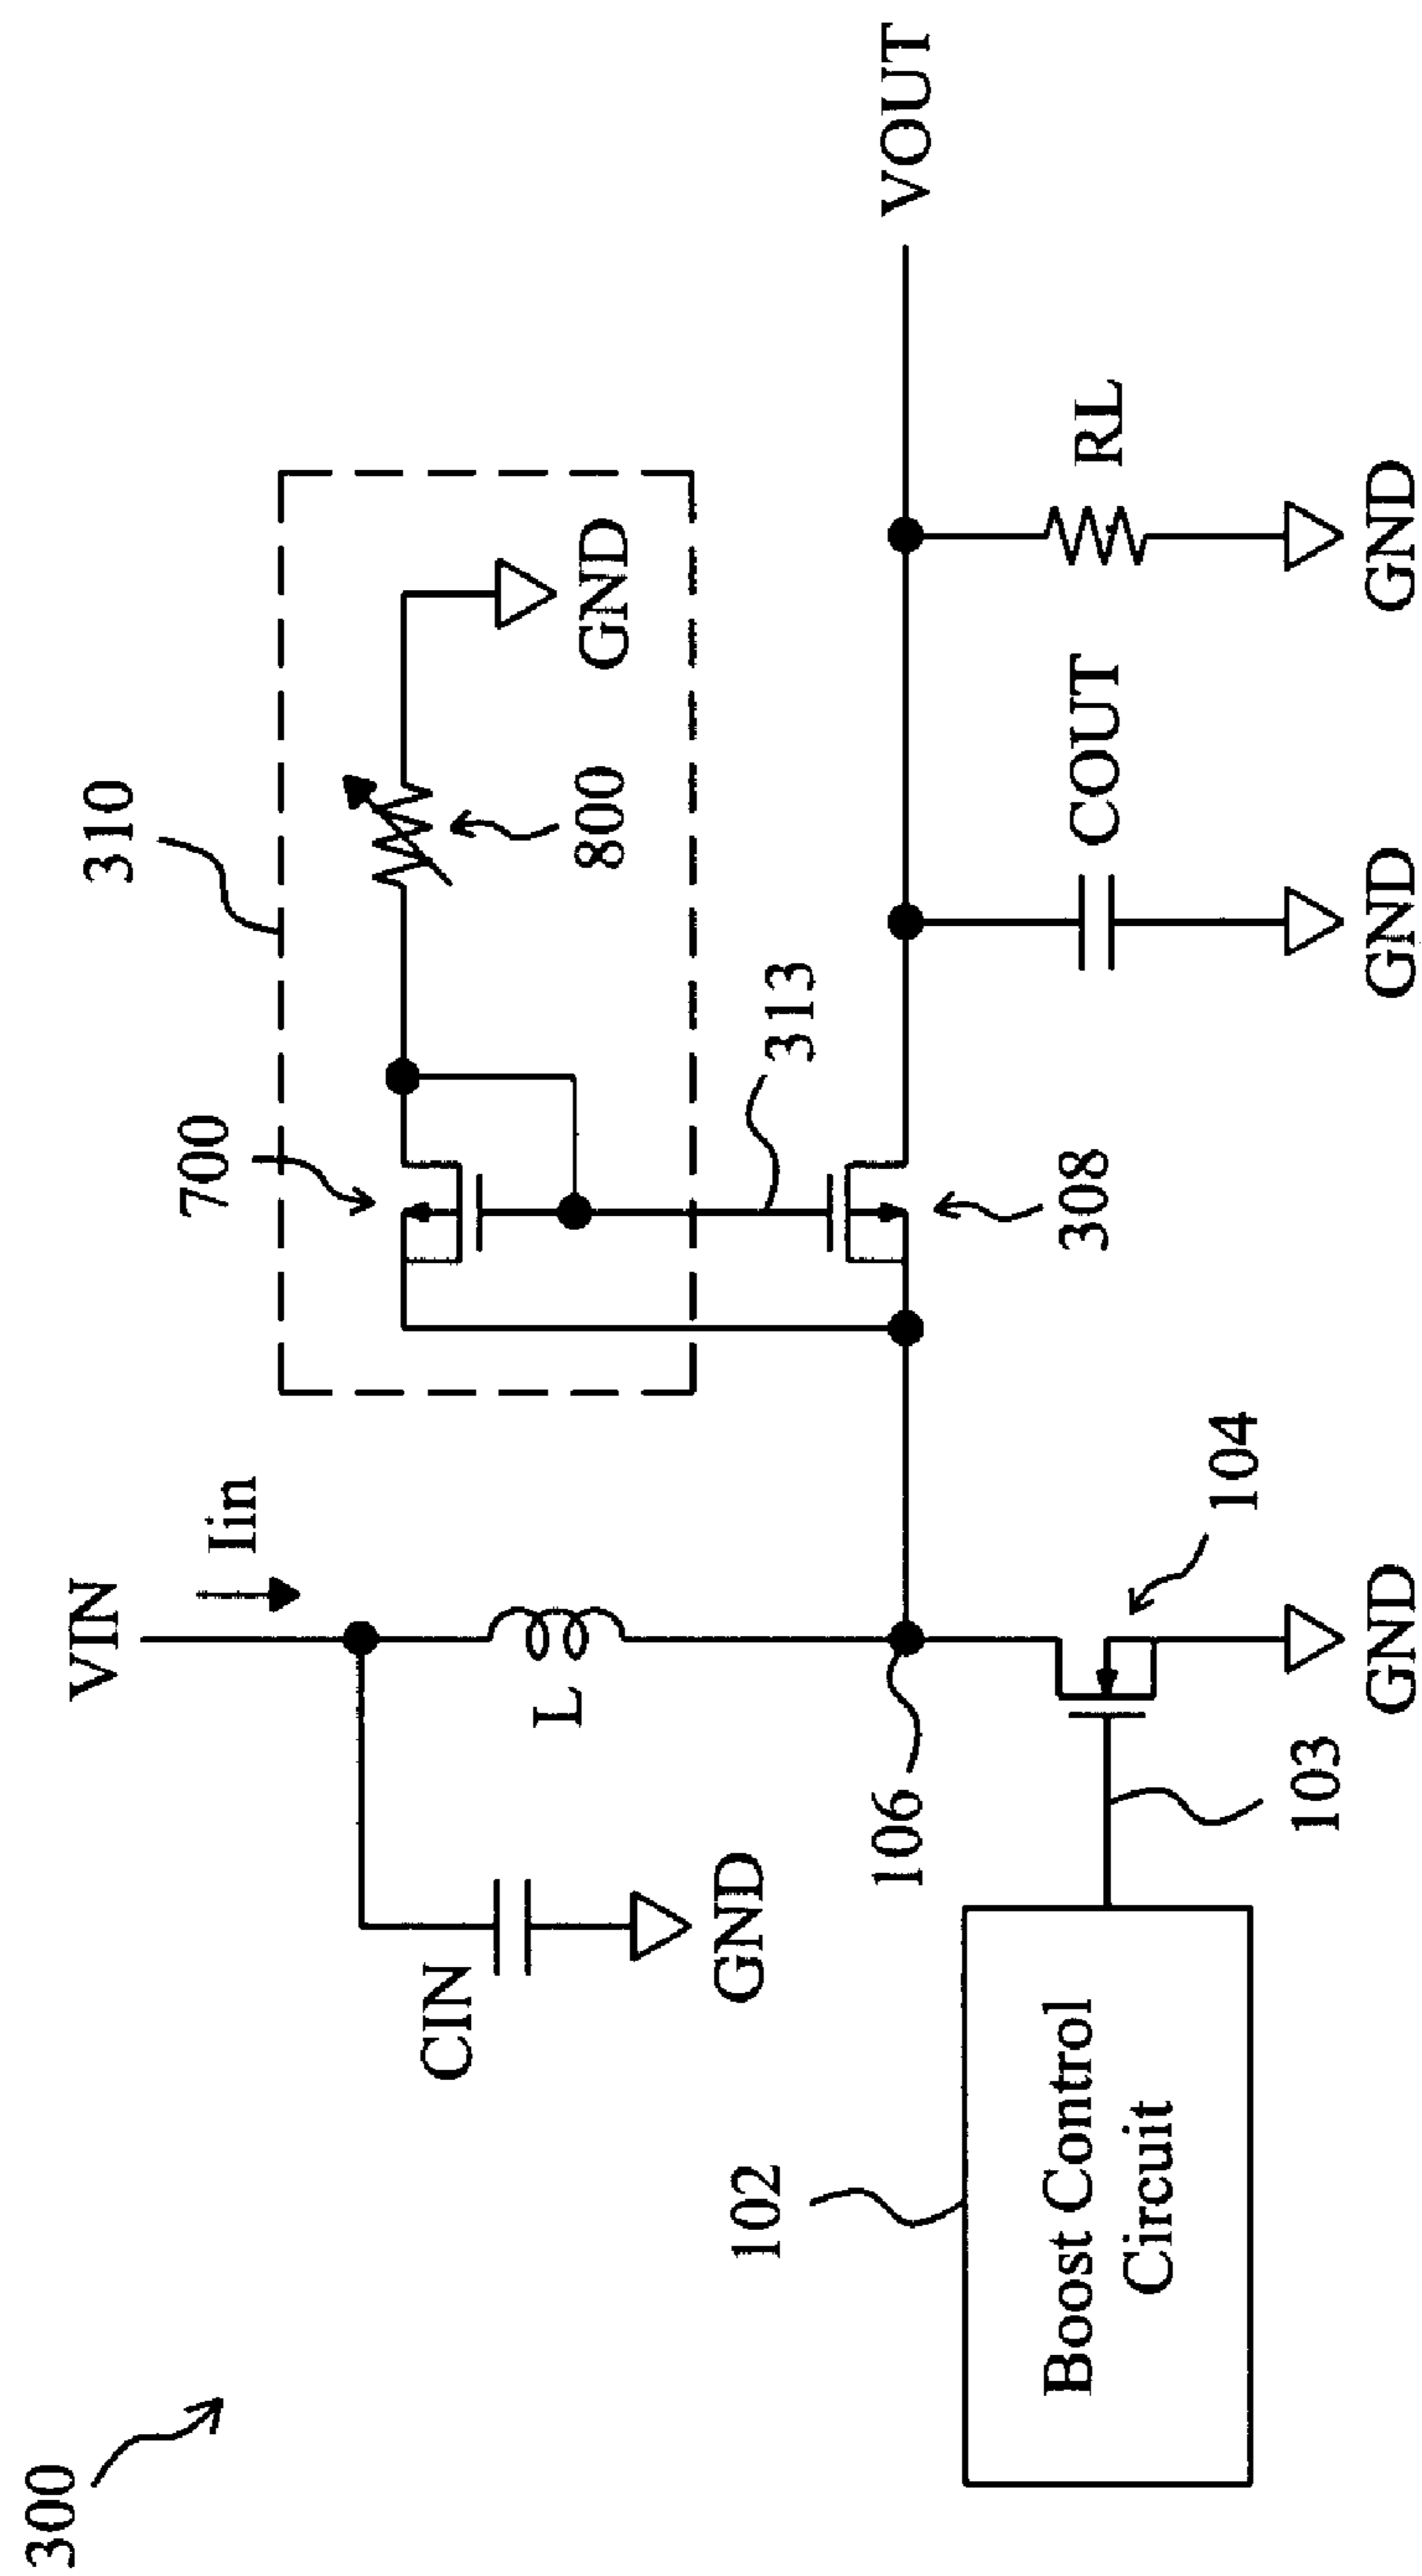 300
VIN
Iin
310
700
800
GND
CIN
L
GND
313
VOUT
106
308
COUT
RL
102
Boost Control
Circuit
103
104
GND
GND
GND